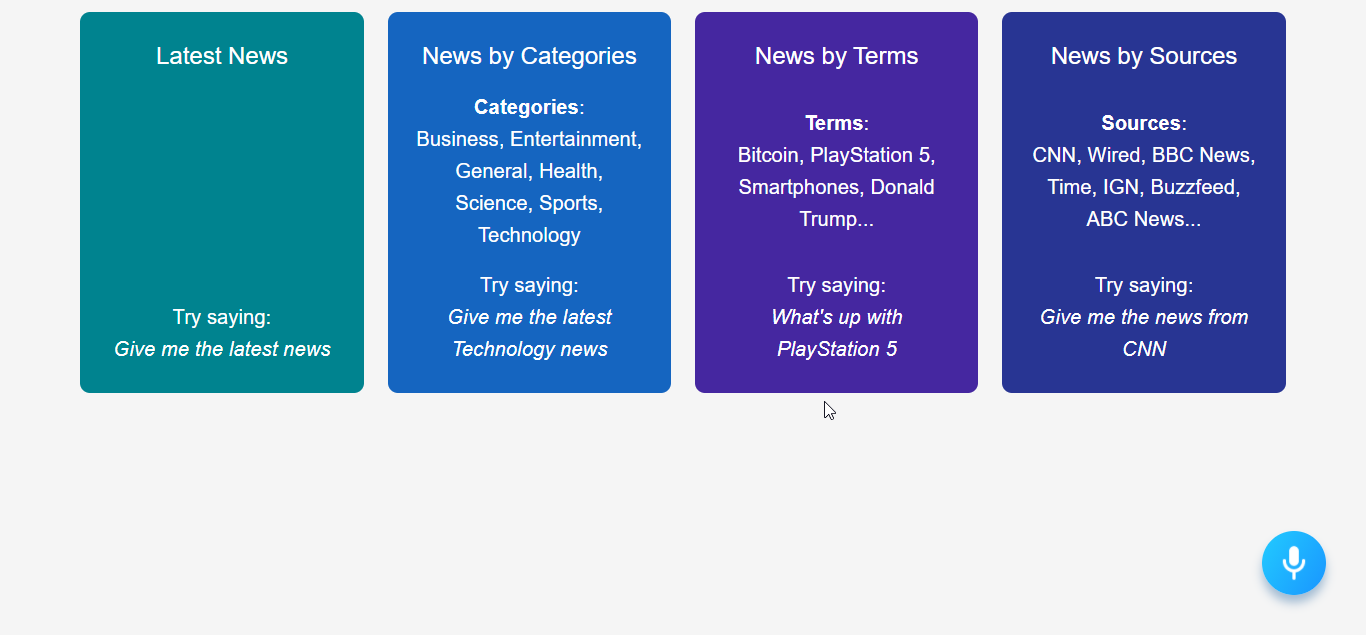 Latest News
Try saying:
Give me the latest news
News by Categories
Categories:
Business, Entertainment,
General, Health,
Science, Sports,
Technology
Try saying:
Give me the latest
Technology news
News by Terms
Terms:
Bitcoin, PlayStation 5,
Smartphones, Donald
Trump...
Try saying:
What's up with
PlayStation 5
News by Sources
Sources:
CNN, Wired, BBC News,
Time, IGN, Buzzfeed,
ABC News...
Try saying:
Give me the news from
CNN